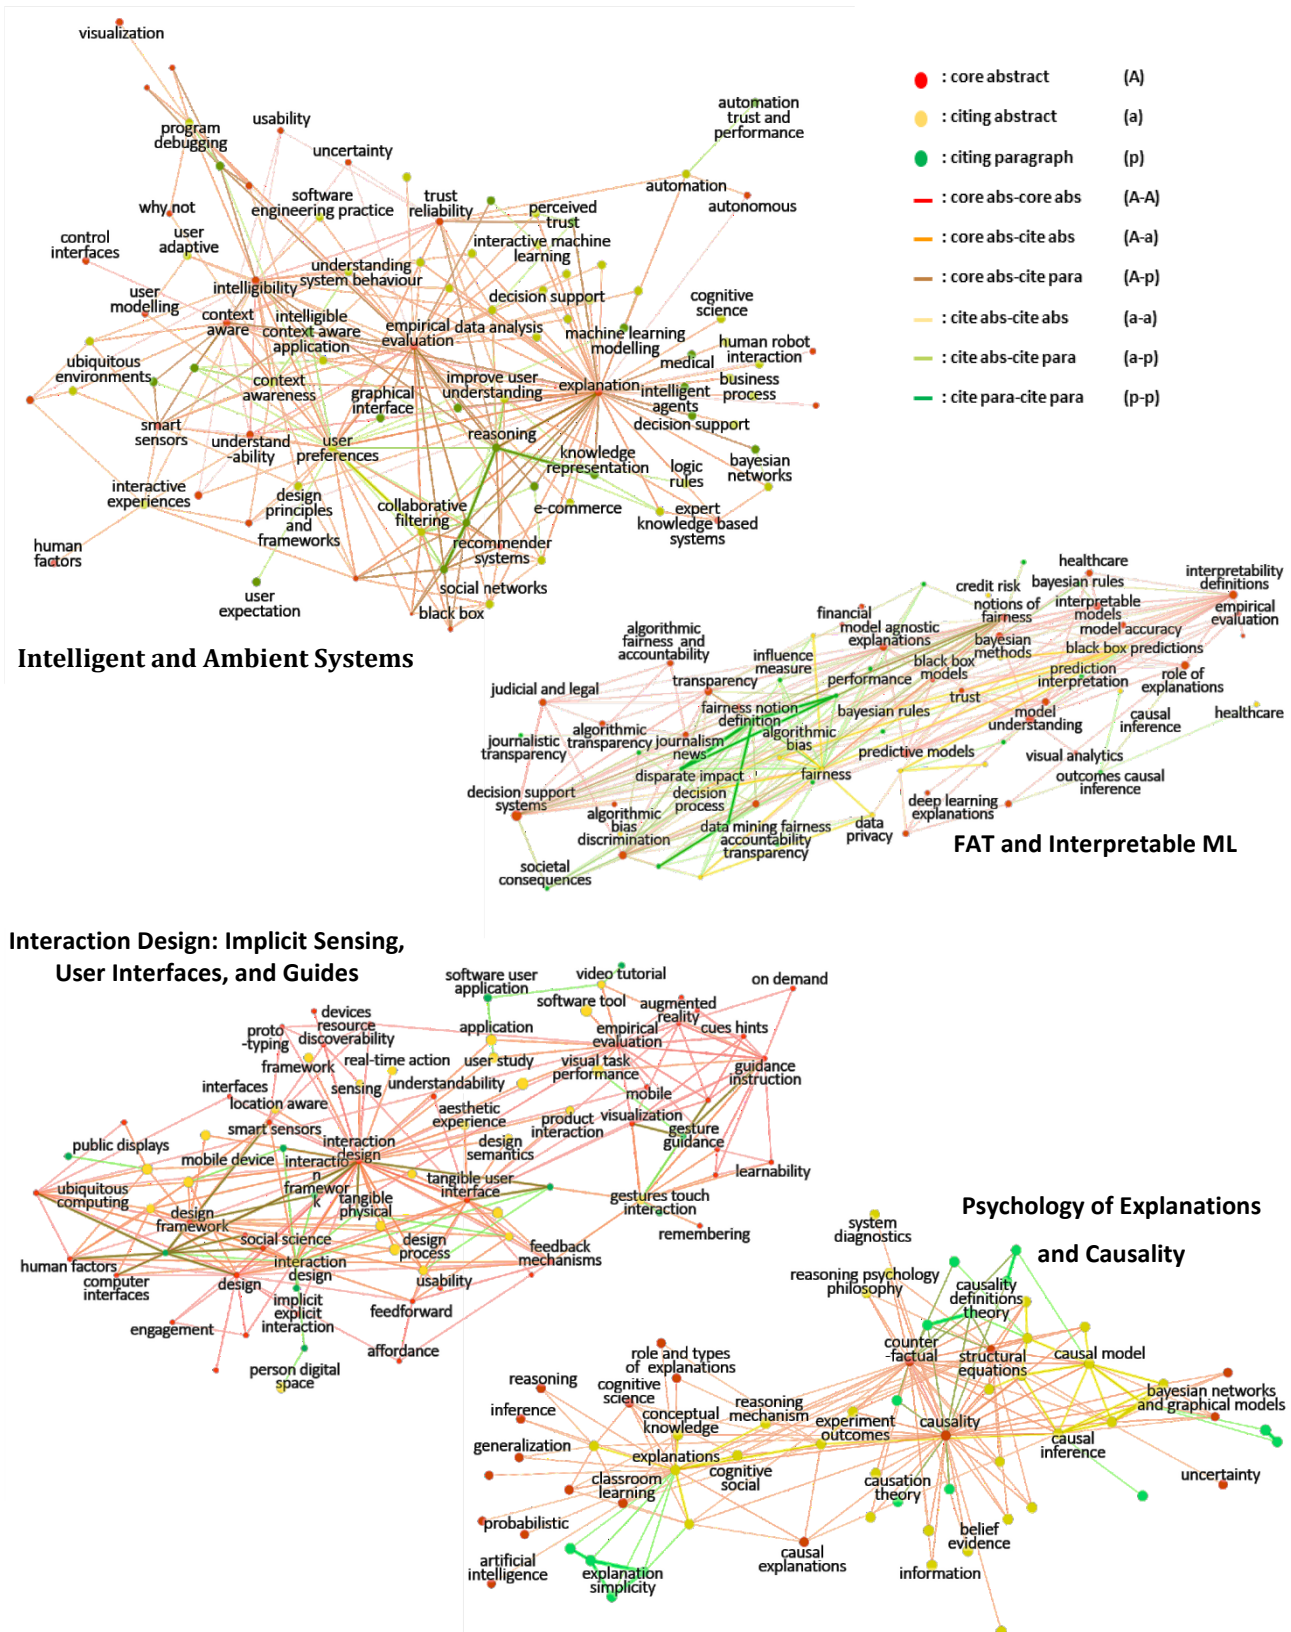 visualization
program
debugging
usability
uncertainty
automation
trust and
performance
software
engineering practice
trust
reliability
automation
autonomous
why not
user
adaptive
perceived
trust
interactive machine
learning
control
interfaces
intelligibility
understanding
system behaviour
user
modelling
context
aware
intelligible
context aware
application
empirical
evaluation
data analysis
decision support
cognitive
science
machine learning
modelling
medical
human robot
interaction
ubiquitous
environments
context
awareness
graphical
interface
improve user
understanding
explanation
intelligent
agents
business
process
decision support
smart
sensors
understand
-ability
user
preferences
reasoning
knowledge
representation
logic
rules
bayesian
networks
interactive
experiences
design
principles
and
frameworks
collaborative
filtering
e-commerce
expert
knowledge based
systems
human
factors
user
expectation
recommender
systems
social networks
black box
Intelligent and Ambient Systems
: core abstract (A)
: citing abstract (a)
: citing paragraph (p)
: core abs-core abs (A-A)
: core abs-cite abs (A-a)
: core abs-cite para (A-p)
: cite abs-cite abs (a-a)
: cite abs-cite para (a-p)
: cite para-cite para (p-p)
healthcare
bayesian rules
interpretability
definitions
credit risk
notions of
fairness
interpretable
models
empirical
evaluation
financial
model agnostic
explanations
model accuracy
algorithmic
fairness and
accountability
influence
measure
bayesian
methods
black box predictions
black box
models
prediction
interpretation
role of
explanations
transparency
performance
judicial and legal
trust
fairness notion
definition
bayesian rules
model
understanding
causal
inference
healthcare
algorithmic
transparency
journalistic
transparency
journalism
news
algorithmic
bias
predictive models
visual analytics
disparate impact
fairness
outcomes causal
inference
decision support
systems
decision
process
deep learning
explanations
algorithmic
bias
discrimination
data mining fairness
accountability
transparency
data
privacy
societal
consequences
FAT and Interpretable ML
Interaction Design: Implicit Sensing,
User Interfaces, and Guides
software user
application
video tutorial
on demand
software tool
augmented
reality
devices
resource
discoverability
proto
-typing
application
empirical
evaluation
cues hints
framework
real-time action
user study
visual task
performance
guidance
instruction
interfaces
sensing
understandability
mobile
location aware
aesthetic
experience
product
interaction
visualization
smart sensors
interaction
design
design
semantics
gesture
guidance
public displays
mobile device
interactio
n
framewor
k
learnability
ubiquitous
computing
tangible user
interface
gestures touch
interaction
tangible
physical
design
framework
remembering
social science
design
process
feedback
mechanisms
human factors
interaction
design
computer
interfaces
design
usability
implicit
explicit
interaction
feedforward
engagement
affordance
person digital
space
Psychology of Explanations
and Causality
system
diagnostics
reasoning psychology
philosophy
causality
definitions
theory
counter
-factual
structural
equations
causal model
role and types
of explanations
reasoning
cognitive
science
bayesian networks
and graphical models
inference
conceptual
knowledge
reasoning
mechanism
experiment
outcomes
causality
generalization
explanations
causal
inference
classroom
learning
cognitive
social
causation
theory
uncertainty
probabilistic
belief
evidence
artificial
intelligence
explanation
simplicity
causal
explanations
information